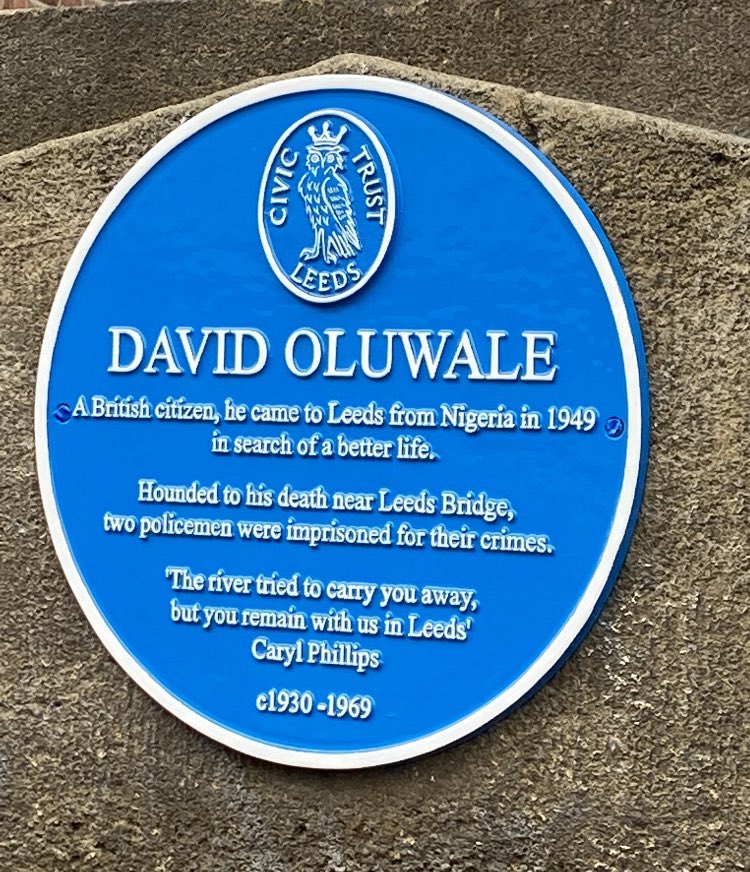 CIVIC TRUST
LEEDS
DAVID OLUWALE
A British citizen, he came to Leeds from Nigeria in 1949
in search of a better life.
Hounded to his death near Leeds Bridge,
two policemen were imprisoned for their crimes.
'The river tried to carry you away,
but you remain with us in Leeds'
Caryl Phillips
c1930 -1969